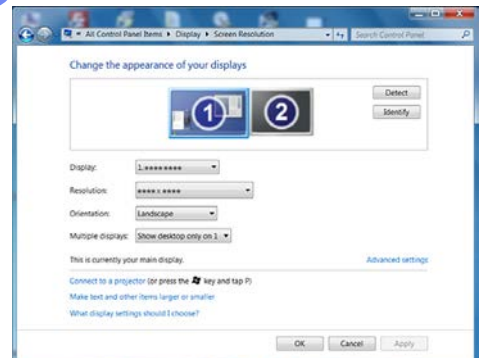 All Control Panel Items ▸ Display ▸ Screen Resolution
Search Control Panel
Change the appearance of your displays
1 2
Detect
Identify
Display: 1.********
Resolution: **** x ****
Orientation: Landscape
Multiple displays: Show desktop only on 1
This is currently your main display.
Advanced settings
Connect to a projector (or press the key and tap P)
Make text and other items larger or smaller
What display settings should I choose?
OK Cancel Apply